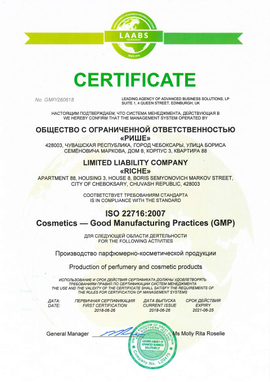 LAABS
CERTIFICATE
No. GMP/260618
LEADING AGENCY OF ADVANCED BUSINESS SOLUTIONS, LP
SUITE 1, 4 QUEEN STREET, EDINBURGH, UK
НАСТОЯЩИМ ПОДТВЕРЖДАЕМ, ЧТО СИСТЕМА МЕНЕДЖМЕНТА, ДЕЙСТВУЮЩАЯ В
WE HEREBY CONFIRM THAT THE MANAGEMENT SYSTEM OPERATED BY
ОБЩЕСТВО С ОГРАНИЧЕННОЙ ОТВЕТСТВЕННОСТЬЮ
«РИШЕ»
428003, ЧУВАШСКАЯ РЕСПУБЛИКА, ГОРОД ЧЕБОКСАРЫ, УЛИЦА БОРИСА
СЕМЁНОВИЧА МАРКОВА, ДОМ 8, КОРПУС 3, КВАРТИРА 88
LIMITED LIABILITY COMPANY
«RICHE»
APARTMENT 88, HOUSING 3, HOUSE 8, BORIS SEMYONOVICH MARKOV STREET,
CITY OF CHEBOKSARY, CHUVASH REPUBLIC, 428003
СООТВЕТСТВУЕТ ТРЕБОВАНИЯМ СТАНДАРТА
IS IN COMPLIANCE WITH THE STANDARD
ISO 22716:2007
Cosmetics — Good Manufacturing Practices (GMP)
ДЛЯ СЛЕДУЮЩЕЙ ОБЛАСТИ ДЕЯТЕЛЬНОСТИ
FOR THE FOLLOWING ACTIVITIES
Производство парфюмерно-косметической продукции
Production of perfumery and cosmetic products
ИСПОЛЬЗОВАНИЕ И СРОК ДЕЙСТВИЯ СЕРТИФИКАТА ДОЛЖНЫ УДОВЛЕТВОРЯТЬ
ТРЕБОВАНИЯМ ПРАВИЛ ПО СЕРТИФИКАЦИИ СИСТЕМ МЕНЕДЖМЕНТА
THE USE AND THE VALIDITY OF THE CERTIFICATE SHALL SATISFY THE REQUIREMENTS OF
THE RULES FOR CERTIFICATION OF MANAGEMENT SYSTEMS
ДАТА: ПЕРВИЧНАЯ СЕРТИФИКАЦИЯ ДАТА ВЫПУСКА СРОК ДЕЙСТВИЯ
DATE: FIRST CERTIFICATION CURRENT ISSUE EXPIRY
2018-06-26 2018-06-26 2021-06-25
General Manager Ms Molly Rita Roselle